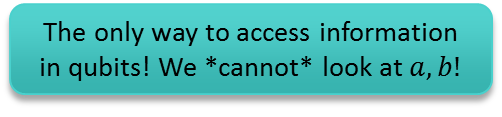 The only way to access information
in qubits! We *cannot* look at a, b!